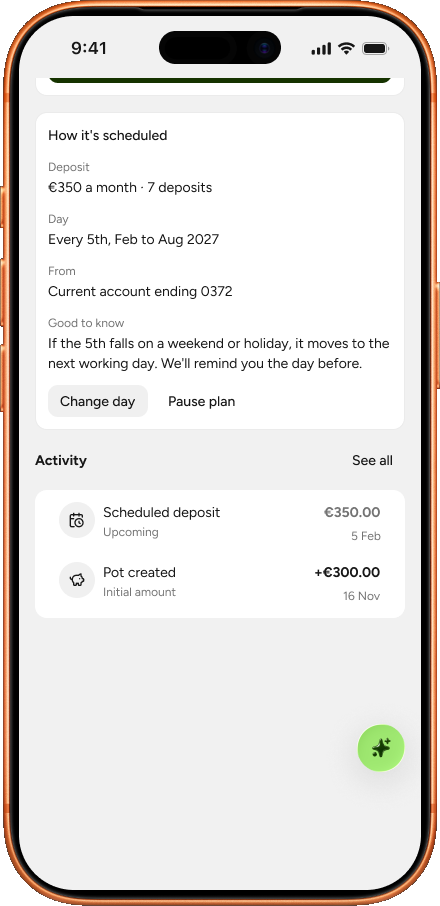 9:41
How it's scheduled
Deposit
€350 a month · 7 deposits
Day
Every 5th, Feb to Aug 2027
From
Current account ending 0372
Good to know
If the 5th falls on a weekend or holiday, it moves to the
next working day. We'll remind you the day before.
Change day Pause plan
Activity See all
Scheduled deposit €350.00
Upcoming 5 Feb
Pot created +€300.00
Initial amount 16 Nov